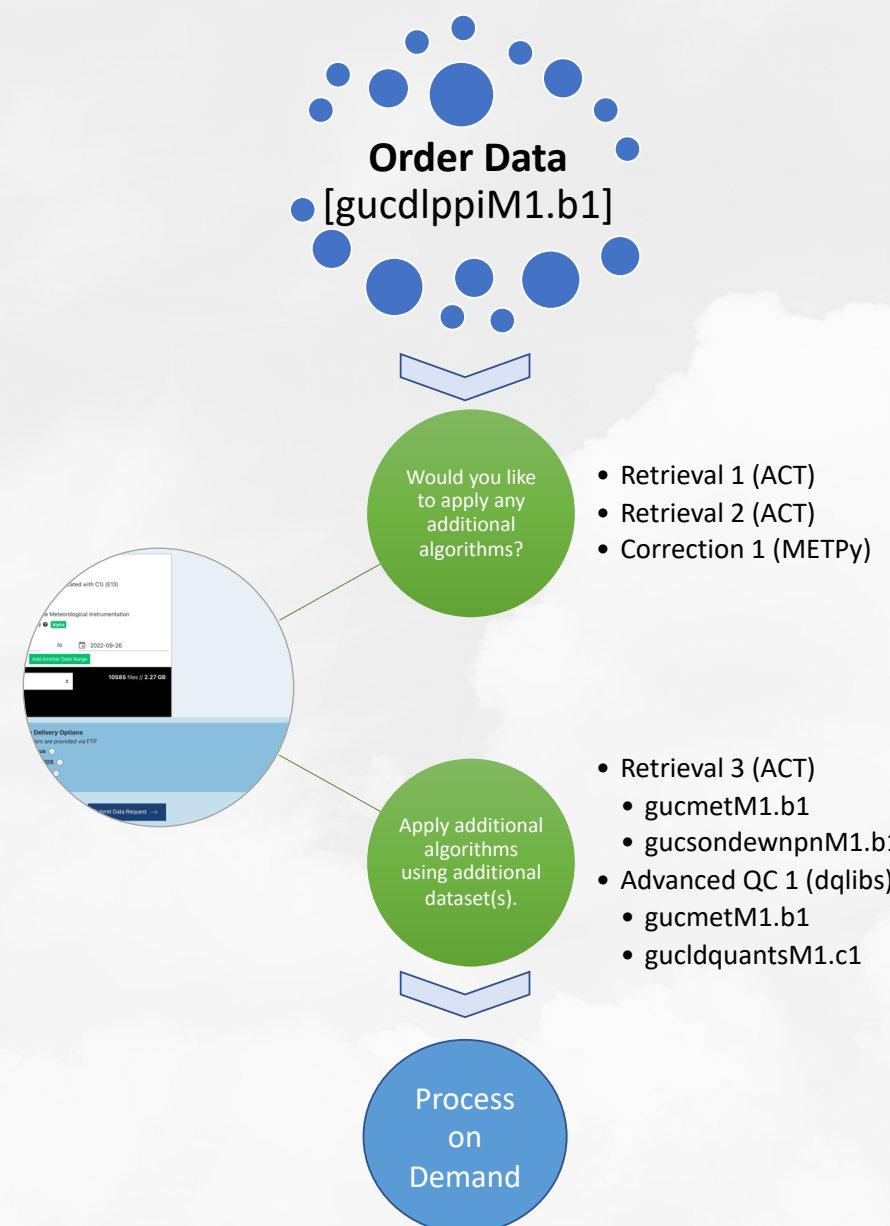 Order Data
[gucdlppiM1.b1]
Would you like
to apply any
additional
algorithms?
• Retrieval 1 (ACT)
• Retrieval 2 (ACT)
• Correction 1 (METPy)
with C1) (E13)
Meteorological Instrumentation
Alpha
to 2022-09-26
Add Another Date Range
10585 files // 2.27 GB
Delivery Options
are provided via FTP
Data Request →
Apply additional
algorithms
using additional
dataset(s).
• Retrieval 3 (ACT)
• gucmetM1.b1
• gucsondewnpnM1.b1
• Advanced QC 1 (dqlibs)
• gucmetM1.b1
• gucldquantsM1.c1
Process
on
Demand